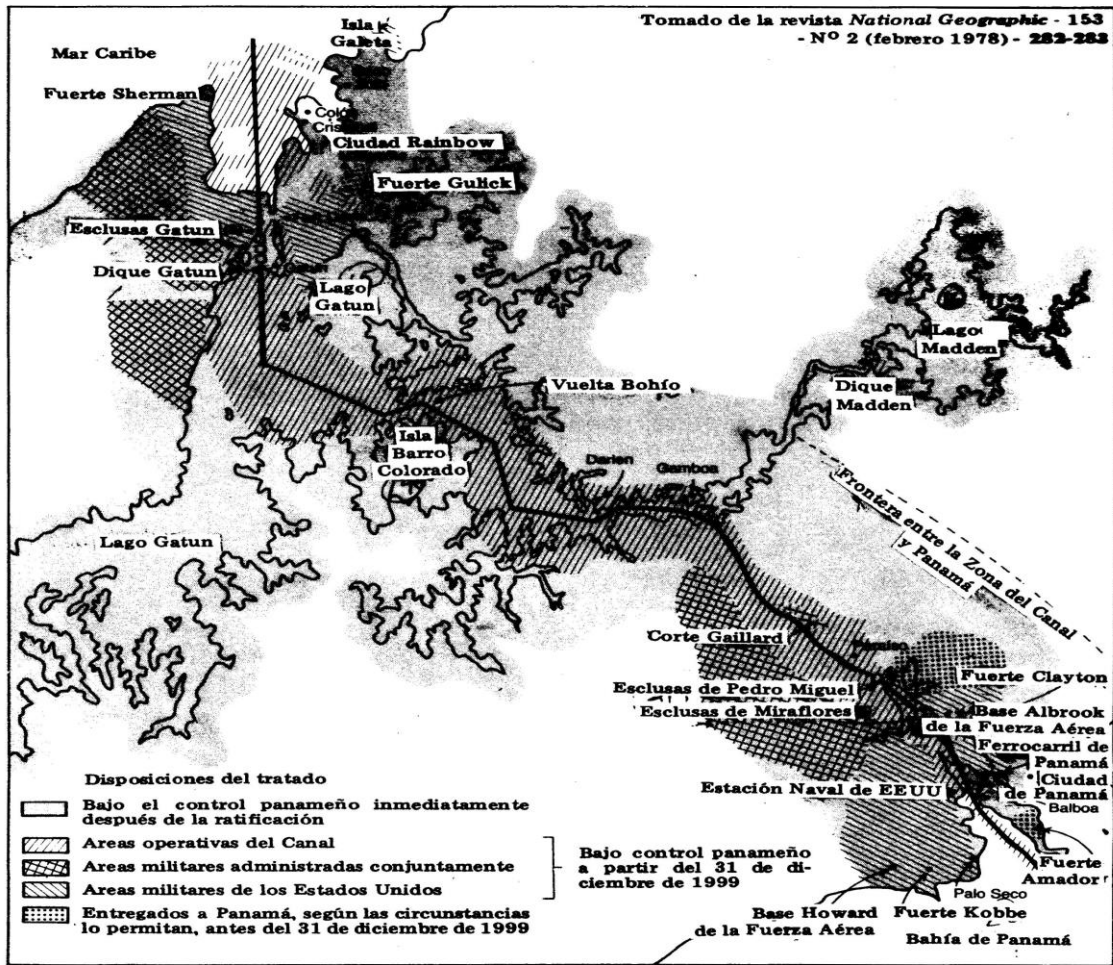 Tomado de la revista National Geographic - 153
- Nº 2 (febrero 1978) - 282-283
Isla
Galeta
Mar Caribe
Fuerte Sherman
Colón
Ciudad Rainbow
Fuerte Gulick
Esclusas Gatun
Dique Gatun
Lago
Gatun
Lago
Madden
Dique
Madden
Vuelta Bohío
Isla
Barro
Colorado
Darien
Gamboa
Frontera entre la Zona del Canal
y Panamá
Lago Gatun
Corte Gaillard
Fuerte Clayton
Esclusas de Pedro Miguel
Esclusas de Miraflores
Base Albrook
de la Fuerza Aérea
Ferrocarril de
Panamá
Ciudad
de Panamá
Balboa
Estación Naval de EEUU
Fuerte
Amador
Palo Seco
Base Howard
de la Fuerza Aérea
Fuerte Kobbe
Bahía de Panamá
Disposiciones del tratado
Bajo el control panameño inmediatamente
después de la ratificación
Areas operativas del Canal
Areas militares administradas conjuntamente
Areas militares de los Estados Unidos
Bajo control panameño
a partir del 31 de di-
ciembre de 1999
Entregados a Panamá, según las circunstancias
lo permitan, antes del 31 de diciembre de 1999